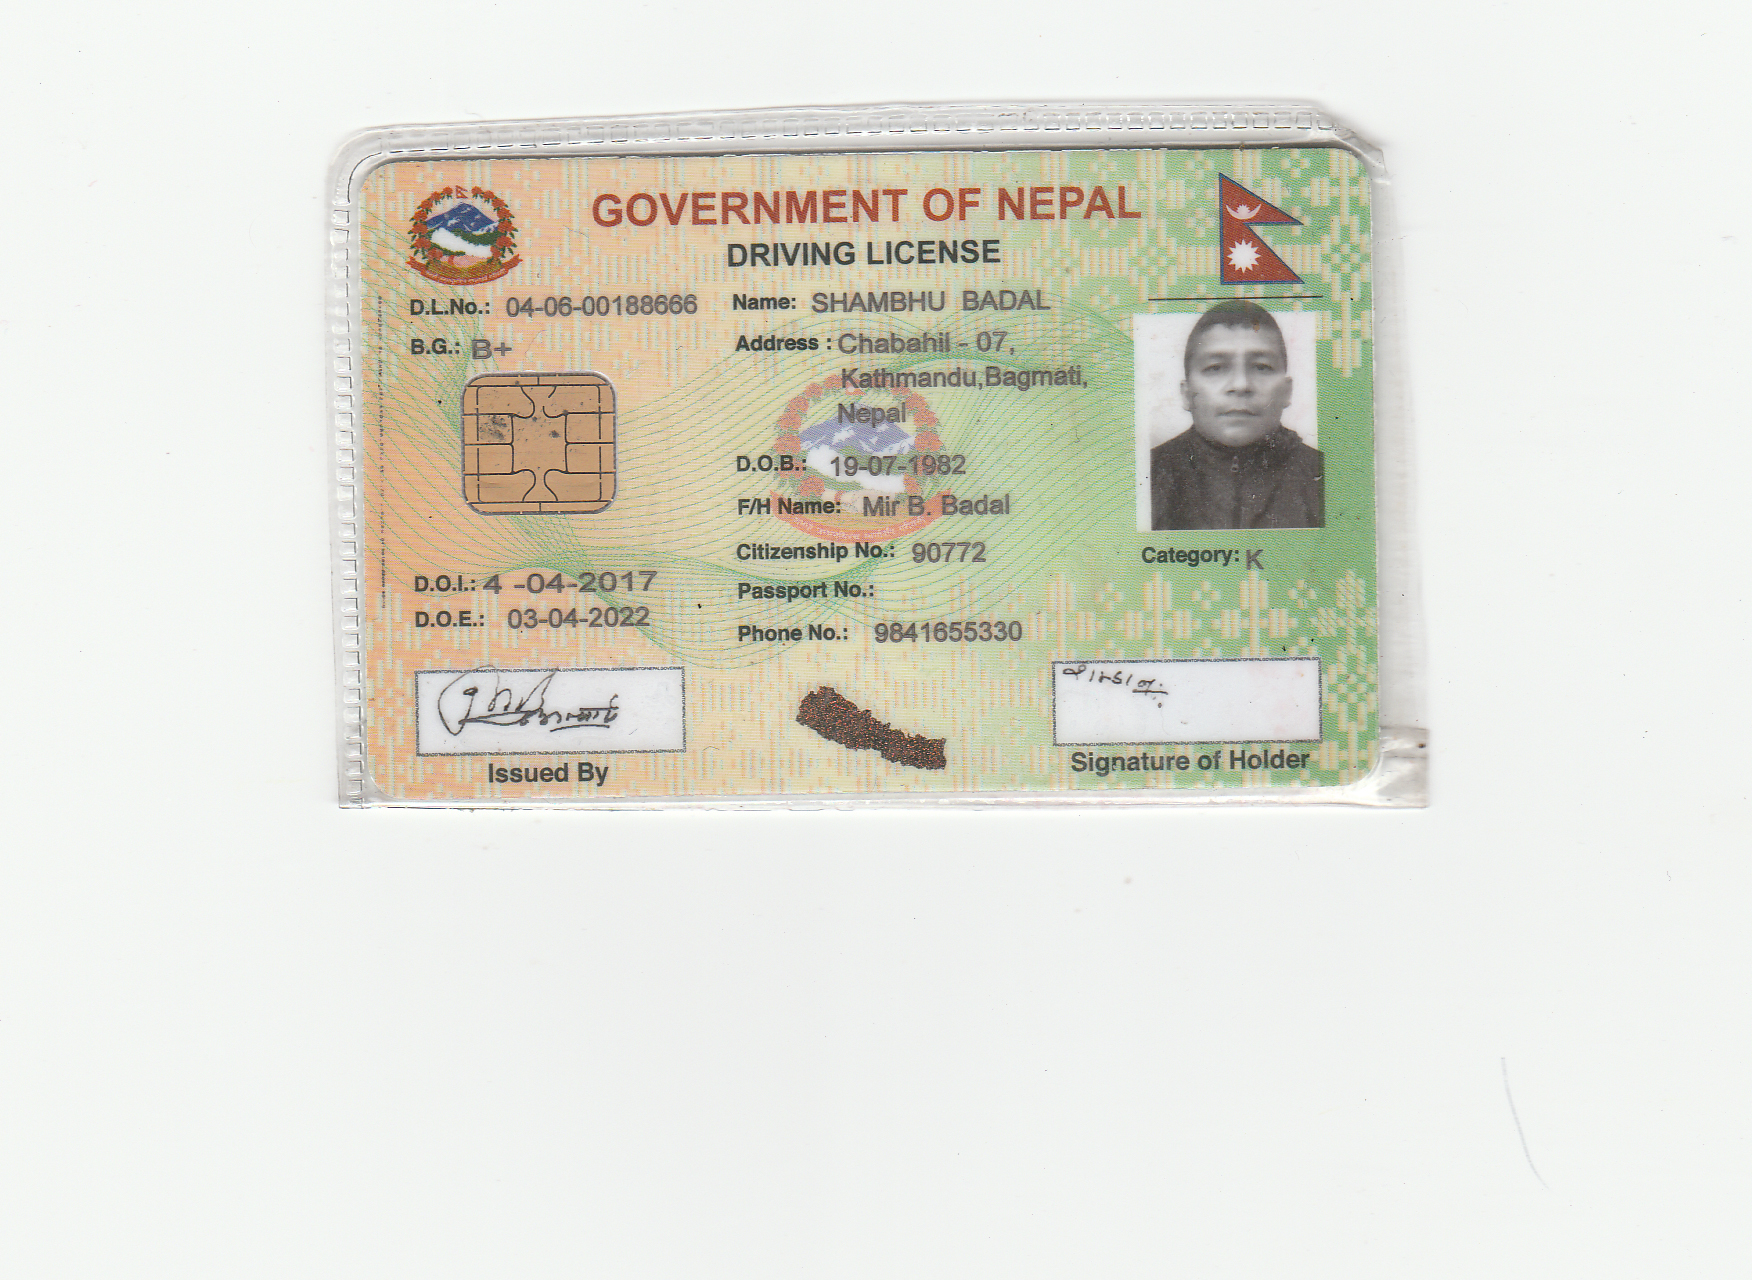 GOVERNMENT OF NEPAL
DRIVING LICENSE
D.L.No.: 04-06-00188666
B.G.: B+
Name: SHAMBHU BADAL
Address : Chabahil - 07,
Kathmandu,Bagmati,
Nepal
D.O.B.: 19-07-1982
F/H Name: Mir B. Badal
Citizenship No.: 90772
Category: K
D.O.I.: 4 -04-2017
Passport No.:
D.O.E.: 03-04-2022
Phone No.: 9841655330
Issued By
Signature of Holder